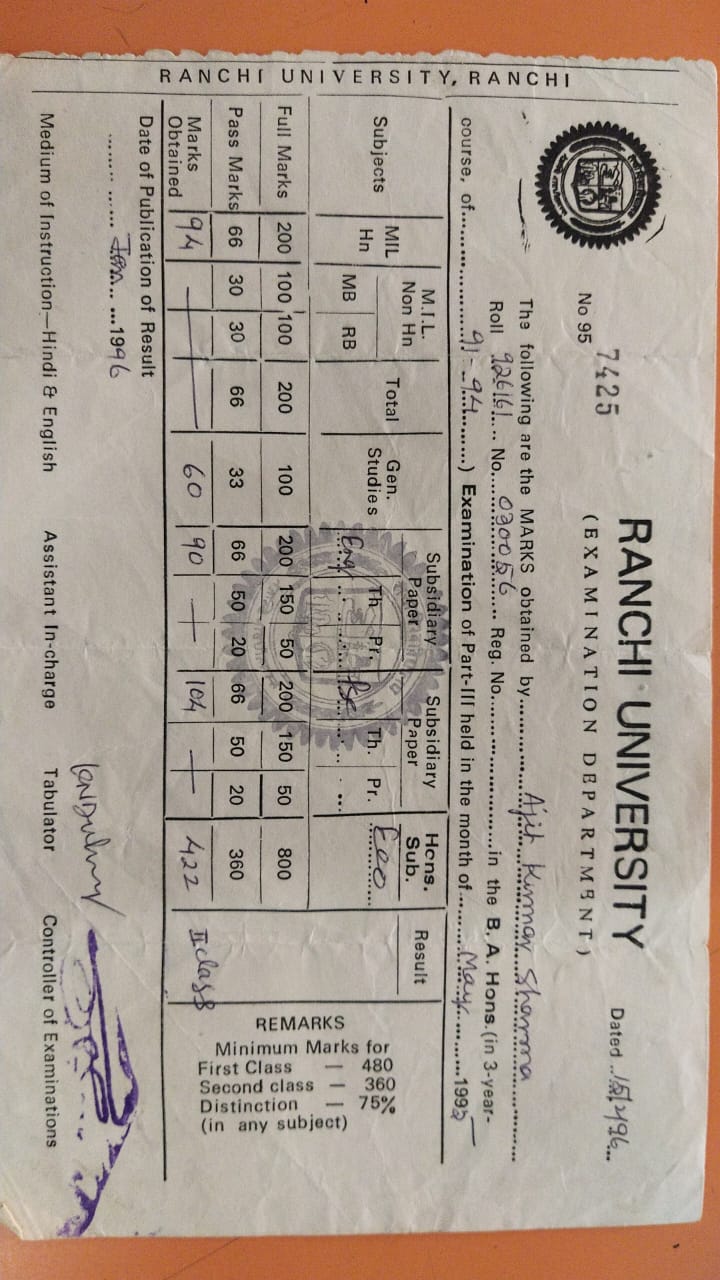 RANCHI UNIVERSITY, RANCHI
RANCHI UNIVERSITY
(EXAMINATION DEPARTMENT)
No 95 7425
Dated
The following are the MARKS obtained by Ajit Kumar Sharma
Roll 926161 No. 030056 Reg. No. in the B. A. Hons. (in 3-year-
course, of 91-94) Examination of Part-III held in the month of May 1995
Subjects MIL Hn M.I.L. Non Hn MB RB Total Gen. Studies Subsidiary Paper Eng Th Pr. Subsidiary Paper Th. Pr. Hons. Sub. Eco Result
Full Marks 200 100 100 200 100 200 150 50 200 150 50 800
Pass Marks 66 30 30 66 33 66 50 20 66 50 20 360
Marks Obtained 94 — — — 60 90 — 104 — 422 II class
REMARKS
Minimum Marks for
First Class — 480
Second class — 360
Distinction — 75%
(in any subject)
Date of Publication of Result
1996
Medium of Instruction—Hindi & English Assistant In-charge Tabulator Controller of Examinations